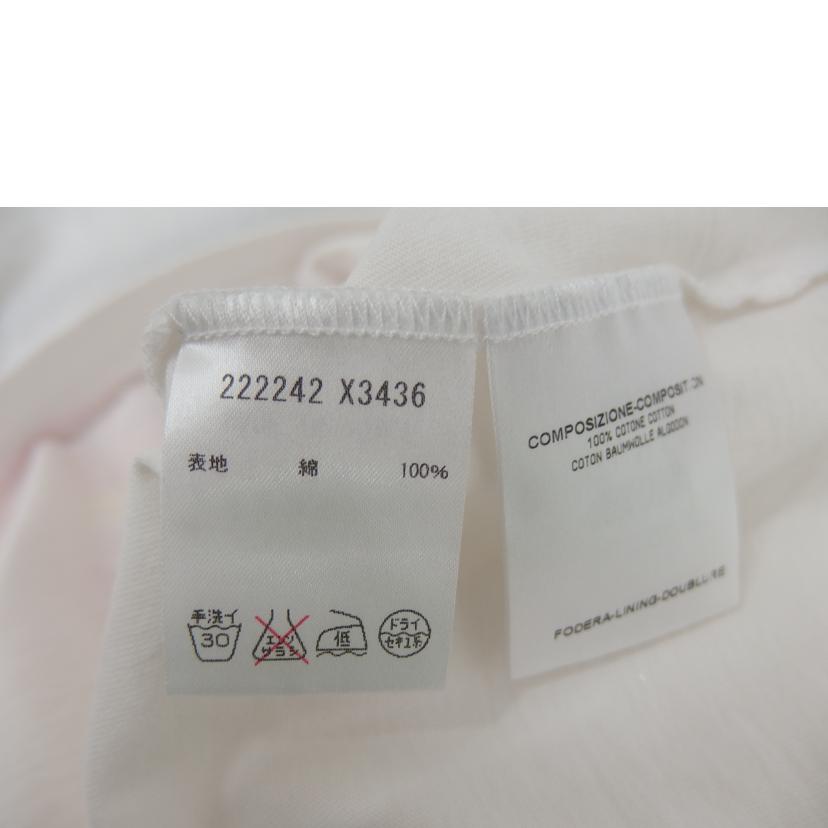 222242 X3436
表地 綿 100%
手洗イ
30
エンソ
サラシ
低
ドライ
セキユ系
COMPOSIZIONE-COMPOSITION
100% COTONE COTTON
COTON BAUMWOLLE ALGODON
FODERA-LINING-DOUBLURE